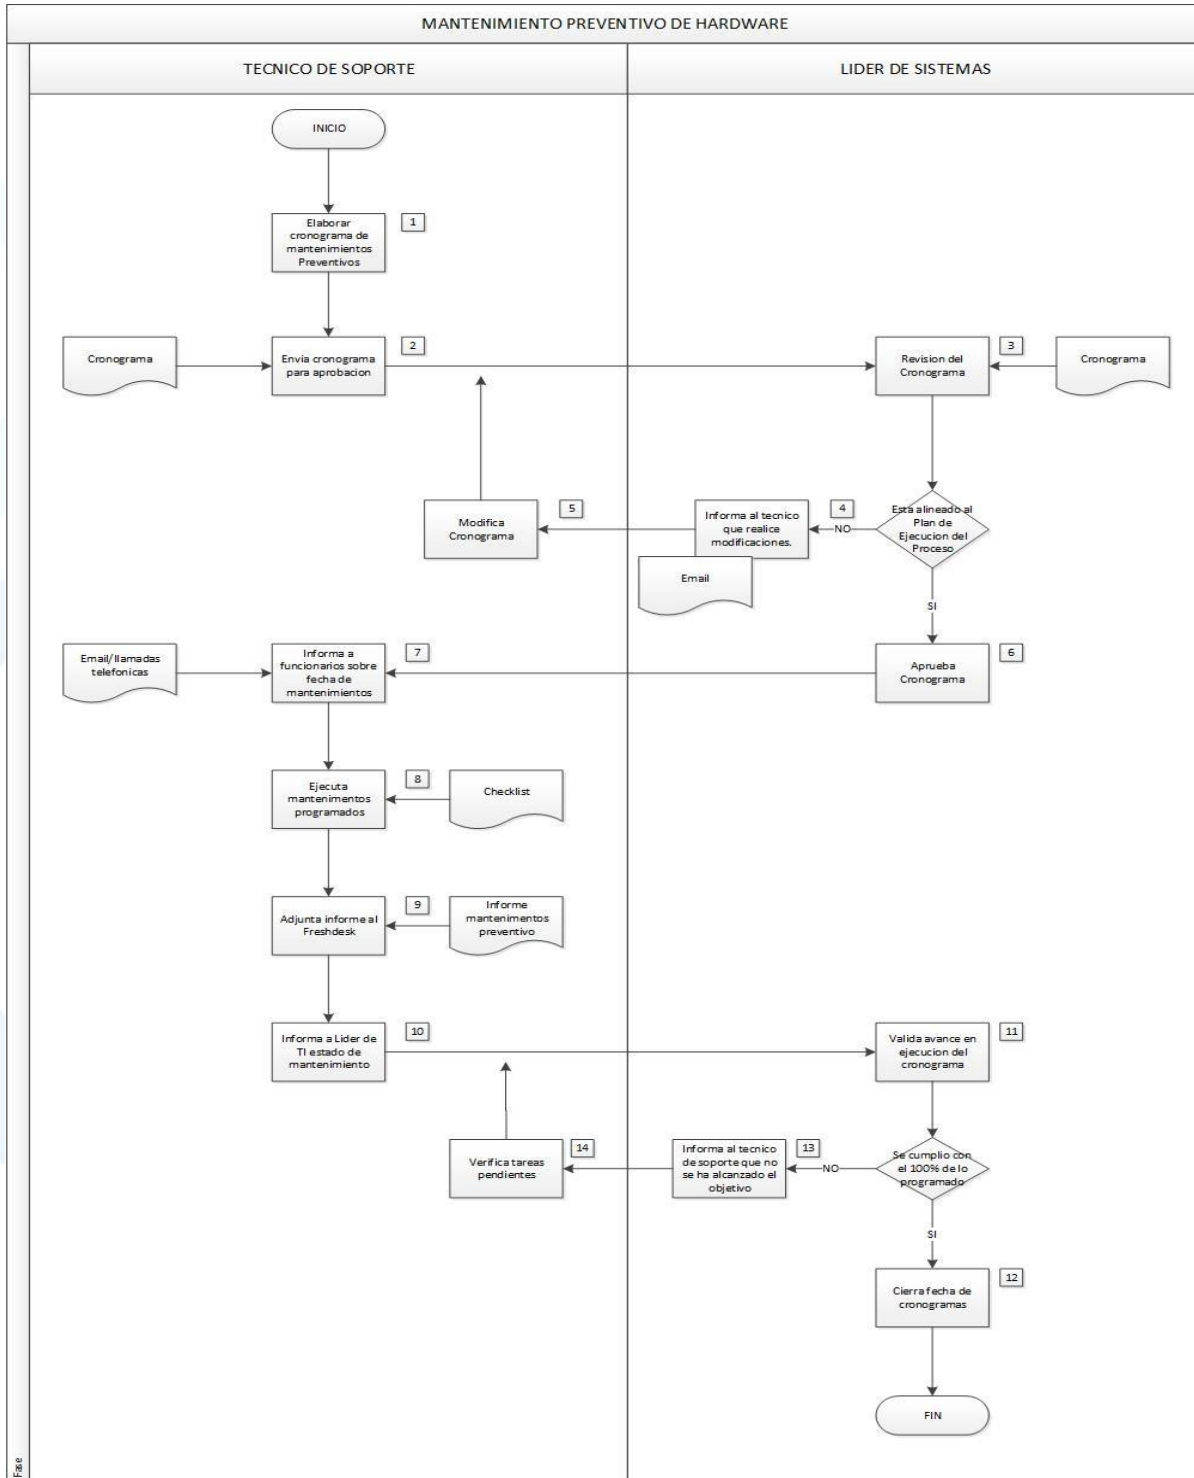 MANTENIMIENTO PREVENTIVO DE HARDWARE
TECNICO DE SOPORTE
LIDER DE SISTEMAS
INICIO
Elaborar
cronograma de
mantenimientos
Preventivos
1
Cronograma
Envia cronograma
para aprobacion
2
Revision del
Cronograma
3
Cronograma
Modifica
Cronograma
5
Informa al tecnico
que realice
modificaciones.
4
Email
NO
Esta alineado al
Plan de
Ejecucion del
Proceso
SI
Email/llamadas
telefonicas
Informa a
funcionarios sobre
fecha de
mantenimientos
7
Aprueba
Cronograma
6
Ejecuta
mantenimentos
programados
8
Checklist
Adjunta informe al
Freshdesk
9
Informe
mantenimentos
preventivo
Informa a Lider de
TI estado de
mantenimiento
10
Valida avance en
ejecucion del
cronograma
11
Verifica tareas
pendientes
14
Informa al tecnico
de soporte que no
se ha alcanzado el
objetivo
13
NO
Se cumplio con
el 100% de lo
programado
SI
Cierra fecha de
cronogramas
12
FIN
Fase